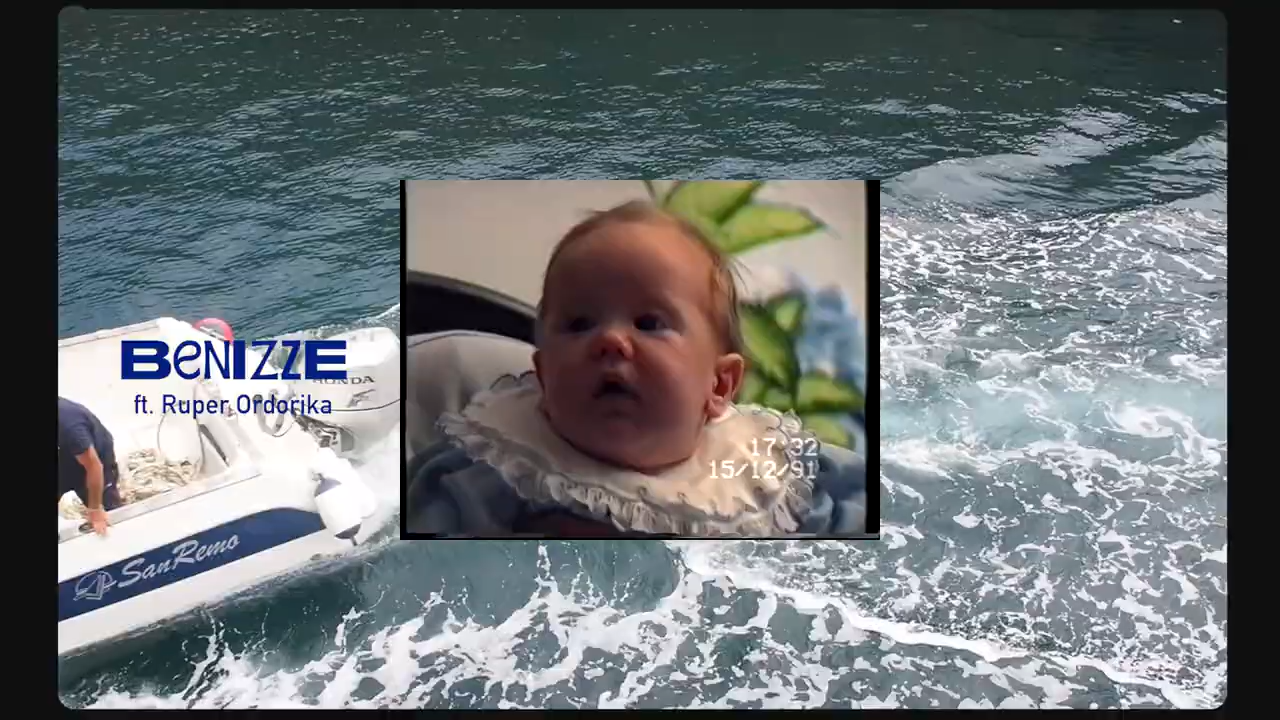 BeNIZZE
ft. Ruper Ordorika
HONDA
SanRemo
17:32
15/12/91